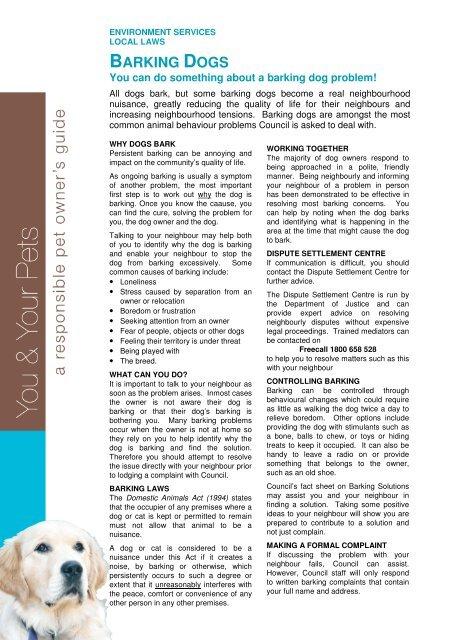 ENVIRONMENT SERVICES
LOCAL LAWS
BARKING DOGS
You can do something about a barking dog problem!
All dogs bark, but some barking dogs become a real neighbourhood
nuisance, greatly reducing the quality of life for their neighbours and
increasing neighbourhood tensions. Barking dogs are amongst the most
common animal behaviour problems Council is asked to deal with.
WHY DOGS BARK
Persistent barking can be annoying and
impact on the community's quality of life.
As ongoing barking is usually a symptom
of another problem, the most important
first step is to work out why the dog is
barking. Once you know the caause, you
can find the cure, solving the problem for
you, the dog owner and the dog.
Talking to your neighbour may help both
of you to identify why the dog is barking
and enable your neighbour to stop the
dog from barking excessively. Some
common causes of barking include:
• Loneliness
• Stress caused by separation from an
owner or relocation
• Boredom or frustration
• Seeking attention from an owner
• Fear of people, objects or other dogs
• Feeling their territory is under threat
• Being played with
• The breed.
WHAT CAN YOU DO?
It is important to talk to your neighbour as
soon as the problem arises. Inmost cases
the owner is not aware their dog is
barking or that their dog's barking is
bothering you. Many barking problems
occur when the owner is not at home so
they rely on you to help identify why the
dog is barking and find the solution.
Therefore you should attempt to resolve
the issue directly with your neighbour prior
to lodging a complaint with Council.
BARKING LAWS
The Domestic Animals Act (1994) states
that the occupier of any premises where a
dog or cat is kept or permitted to remain
must not allow that animal to be a
nuisance.
A dog or cat is considered to be a
nuisance under this Act if it creates a
noise, by barking or otherwise, which
persistently occurs to such a degree or
extent that it unreasonably interferes with
the peace, comfort or convenience of any
other person in any other premises.
WORKING TOGETHER
The majority of dog owners respond to
being approached in a polite, friendly
manner. Being neighbourly and informing
your neighbour of a problem in person
has been demonstrated to be effective in
resolving most barking concerns. You
can help by noting when the dog barks
and identifying what is happening in the
area at the time that might cause the dog
to bark.
DISPUTE SETTLEMENT CENTRE
If communication is difficult, you should
contact the Dispute Settlement Centre for
further advice.
The Dispute Settlement Centre is run by
the Department of Justice and can
provide expert advice on resolving
neighbourly disputes without expensive
legal proceedings. Trained mediators can
be contacted on
Freecall 1800 658 528
to help you to resolve matters such as this
with your neighbour
CONTROLLING BARKING
Barking can be controlled through
behavioural changes which could require
as little as walking the dog twice a day to
relieve boredom. Other options include
providing the dog with stimulants such as
a bone, balls to chew, or toys or hiding
treats to keep it occupied. It can also be
handy to leave a radio on or provide
something that belongs to the owner,
such as an old shoe.
Council's fact sheet on Barking Solutions
may assist you and your neighbour in
finding a solution. Taking some positive
ideas to your neighbour will show you are
prepared to contribute to a solution and
not just complain.
MAKING A FORMAL COMPLAINT
If discussing the problem with your
neighbour fails, Council can assist.
However, Council staff will only respond
to written barking complaints that contain
your full name and address.
You & Your Pets
a responsible pet owner's guide